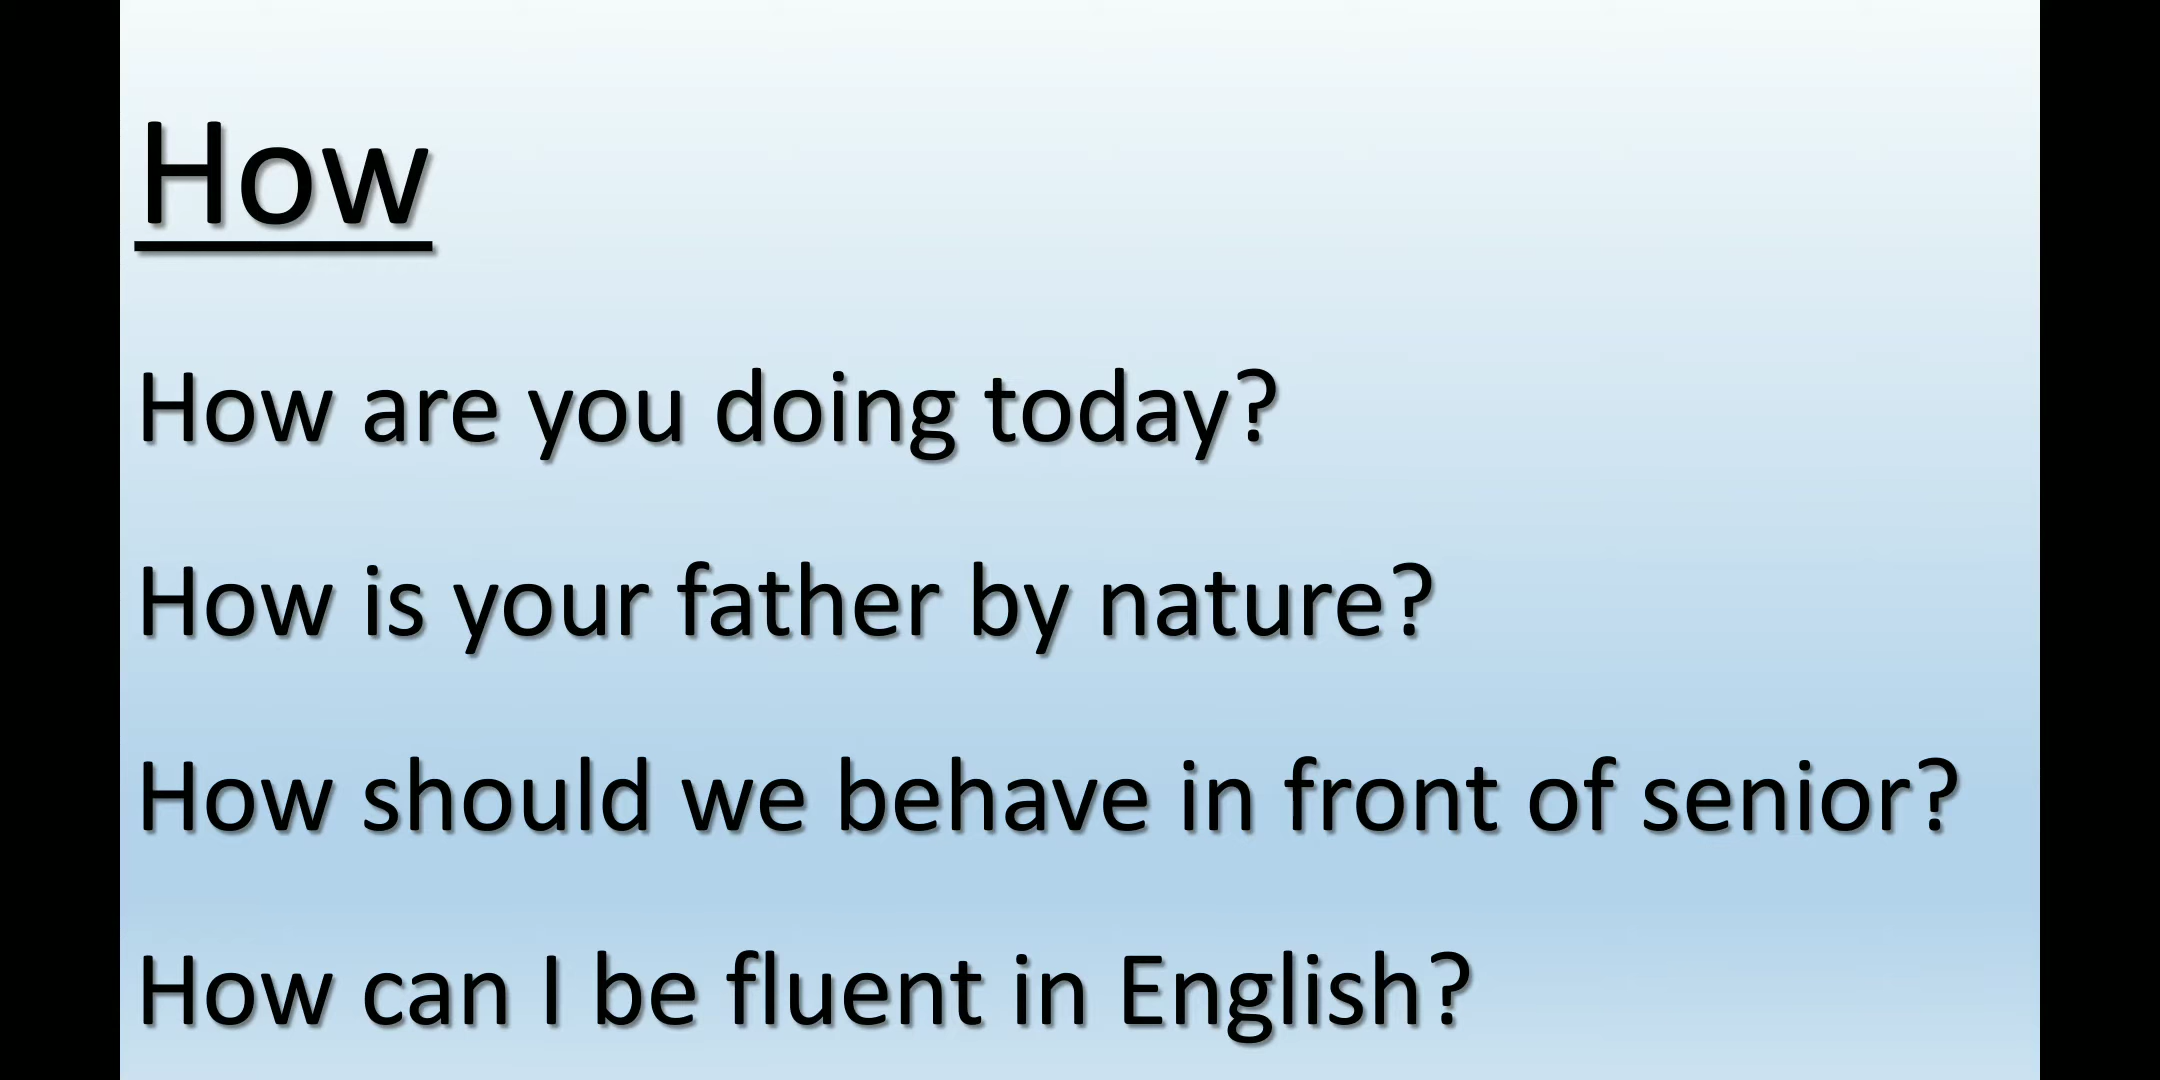 How
How are you doing today?
How is your father by nature?
How should we behave in front of senior?
How can I be fluent in English?